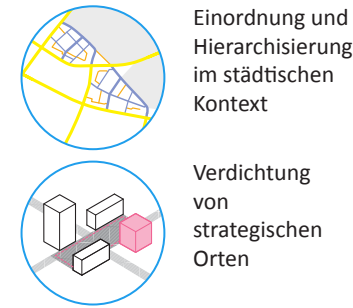 Einordnung und
Hierarchisierung
im städtischen
Kontext
Verdichtung
von
strategischen
Orten